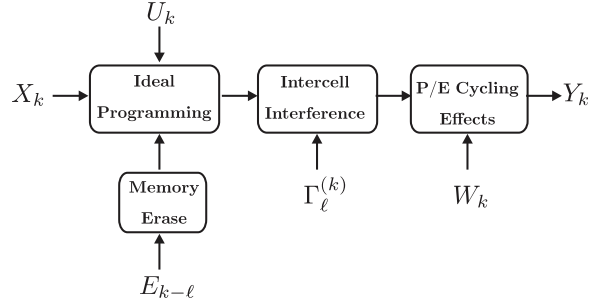 U_k
X_k
Ideal
Programming
Intercell
Interference
P/E Cycling
Effects
Y_k
Memory
Erase
Γ_ℓ^{(k)}
W_k
E_{k−ℓ}